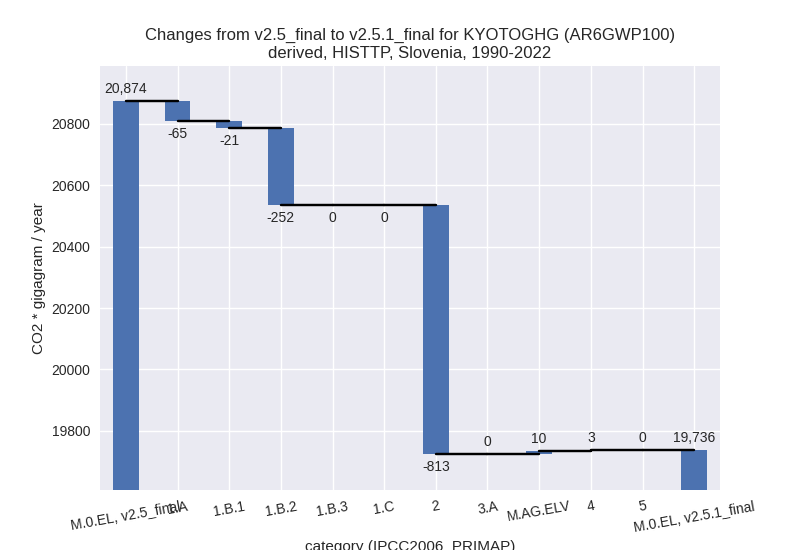 Changes from v2.5_final to v2.5.1_final for KYOTOGHG (AR6GWP100)
derived, HISTTP, Slovenia, 1990-2022
CO2 * gigagram / year
20800
20600
20400
20200
20000
19800
20,874
-65
-21
-252
0
0
-813
0
10
3
0
19,736
M.0.EL, v2.5_final
1.A
1.B.1
1.B.2
1.B.3
1.C
2
3.A
M.AG.ELV
4
5
M.0.EL, v2.5.1_final
category (IPCC2006_PRIMAP)